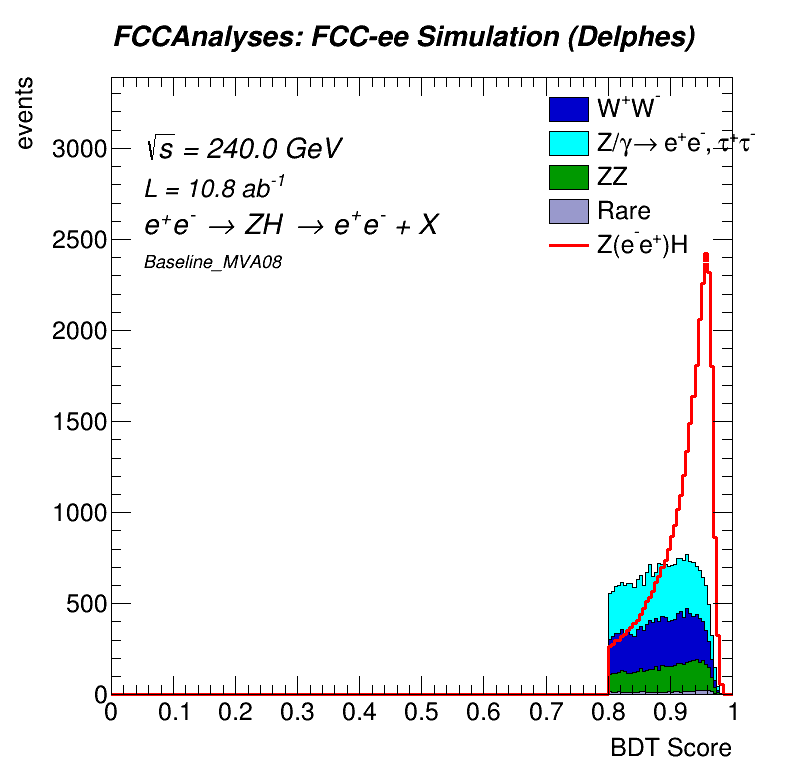 FCCAnalyses: FCC-ee Simulation (Delphes)
events
√s = 240.0 GeV
L = 10.8 ab⁻¹
e⁺e⁻ → ZH → e⁺e⁻ + X
Baseline_MVA08
W⁺W⁻
Z/γ→ e⁺e⁻, τ⁺τ⁻
ZZ
Rare
Z(e⁻e⁺)H
3000
2500
2000
1500
1000
500
0
0 0.1 0.2 0.3 0.4 0.5 0.6 0.7 0.8 0.9 1
BDT Score